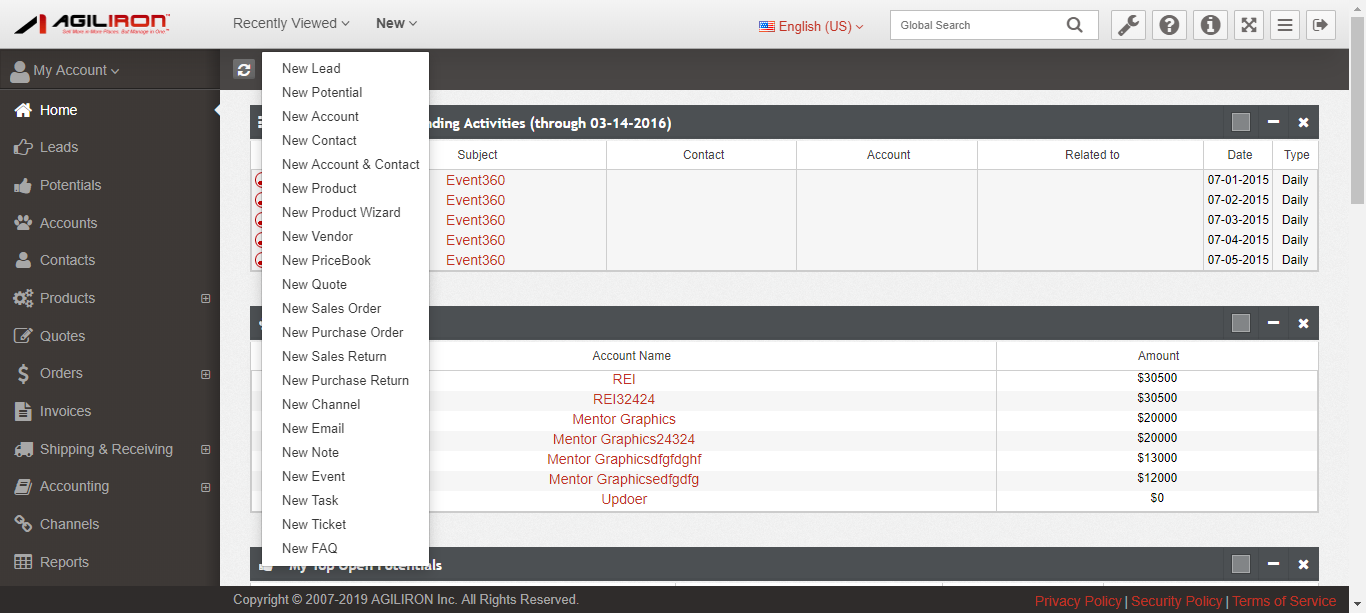 AGILIRON
Sell More in More Places. But Manage in One.™
Recently Viewed
New
English (US)
Global Search
My Account
Home
Leads
Potentials
Accounts
Contacts
Products
Quotes
Orders
Invoices
Shipping & Receiving
Accounting
Channels
Reports
New Lead
New Potential
New Account
New Contact
New Account & Contact
New Product
New Product Wizard
New Vendor
New PriceBook
New Quote
New Sales Order
New Purchase Order
New Sales Return
New Purchase Return
New Channel
New Email
New Note
New Event
New Task
New Ticket
New FAQ
nding Activities (through 03-14-2016)
Subject Contact Account Related to Date Type
Event360 07-01-2015 Daily
Event360 07-02-2015 Daily
Event360 07-03-2015 Daily
Event360 07-04-2015 Daily
Event360 07-05-2015 Daily
Account Name Amount
REI $30500
REI32424 $30500
Mentor Graphics $20000
Mentor Graphics24324 $20000
Mentor Graphicsdfgfdghf $13000
Mentor Graphicsedfgdfg $12000
Updoer $0
My Top Open Potentials
Copyright © 2007-2019 AGILIRON Inc. All Rights Reserved.
Privacy Policy | Security Policy | Terms of Service